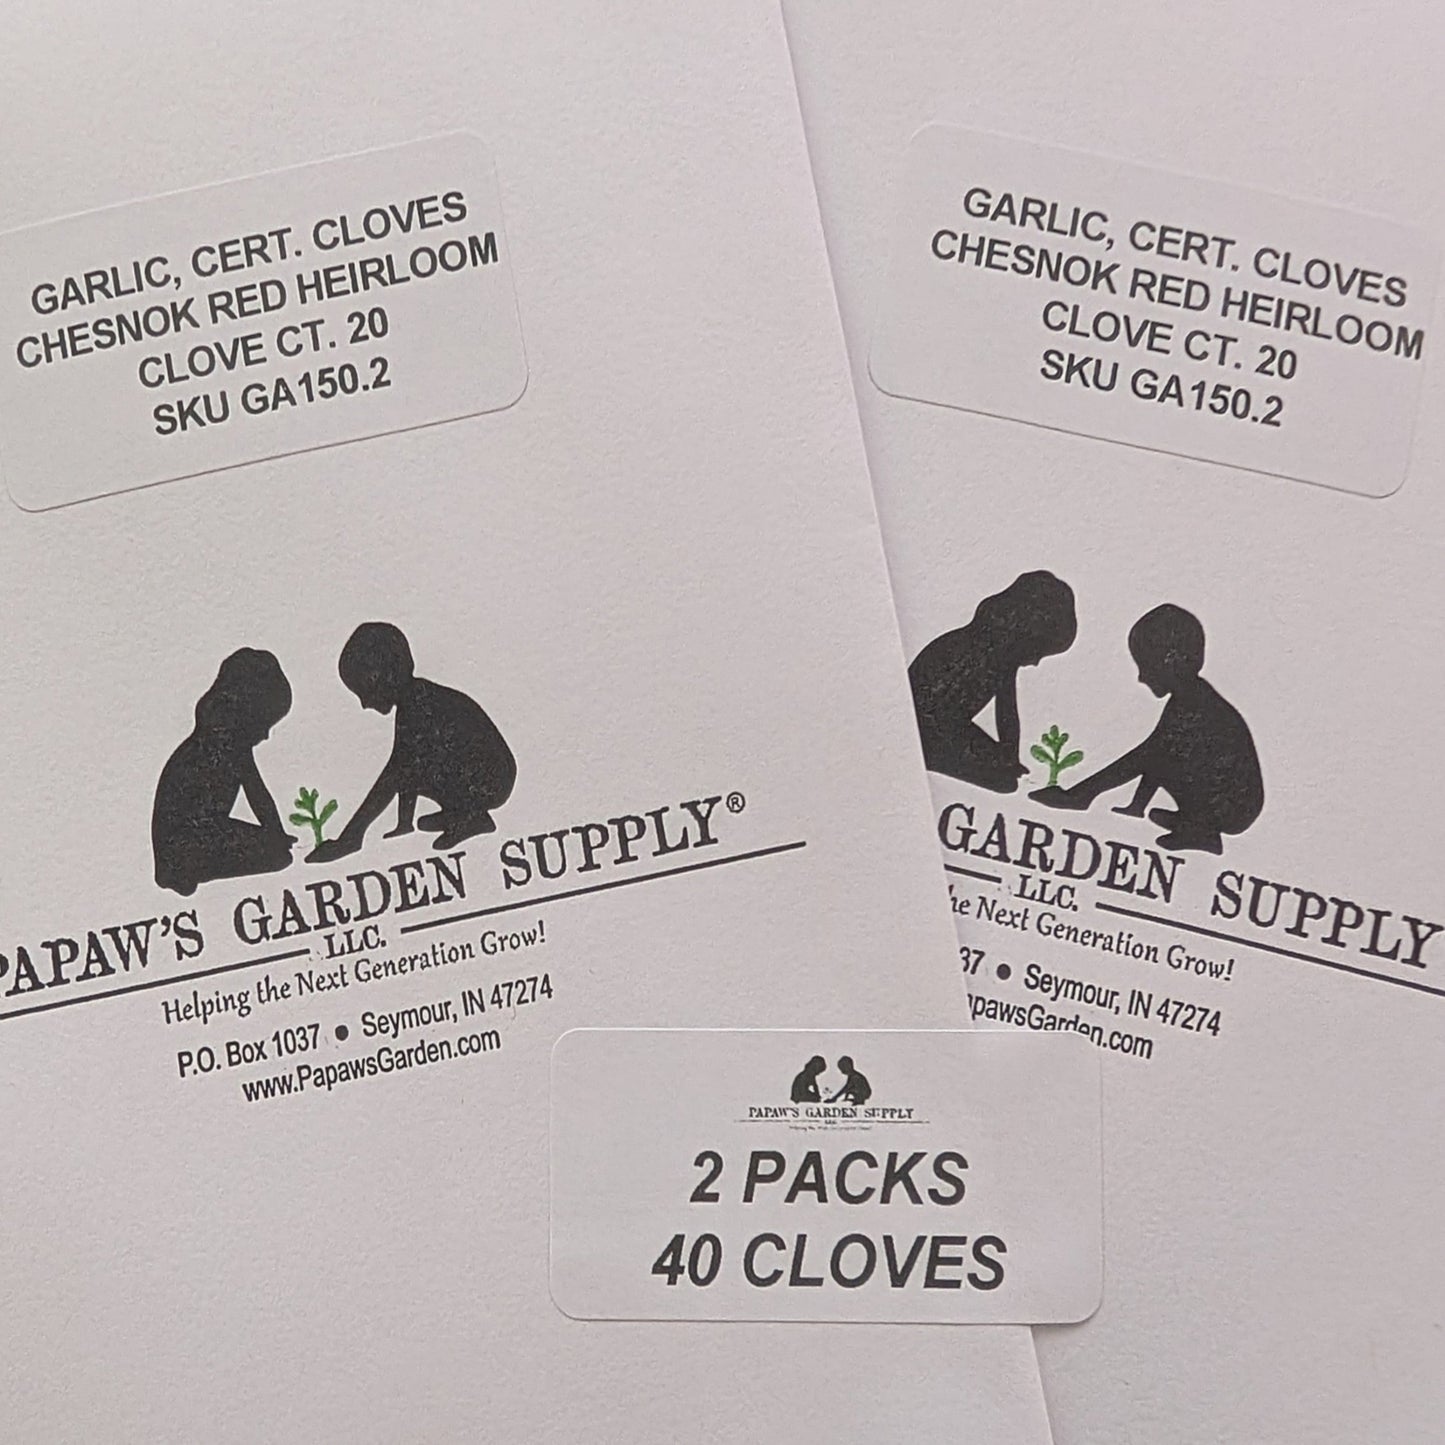 GARLIC, CERT. CLOVES
CHESNOK RED HEIRLOOM
CLOVE CT. 20
SKU GA150.2
PAPAW'S GARDEN SUPPLY®
LLC.
Helping the Next Generation Grow!
P.O. Box 1037 • Seymour, IN 47274
www.PapawsGarden.com
GARLIC, CERT. CLOVES
CHESNOK RED HEIRLOOM
CLOVE CT. 20
SKU GA150.2
GARDEN SUPPLY
LLC.
he Next Generation Grow!
37 • Seymour, IN 47274
pawsGarden.com
PAPAW'S GARDEN SUPPLY
LLC
2 PACKS
40 CLOVES